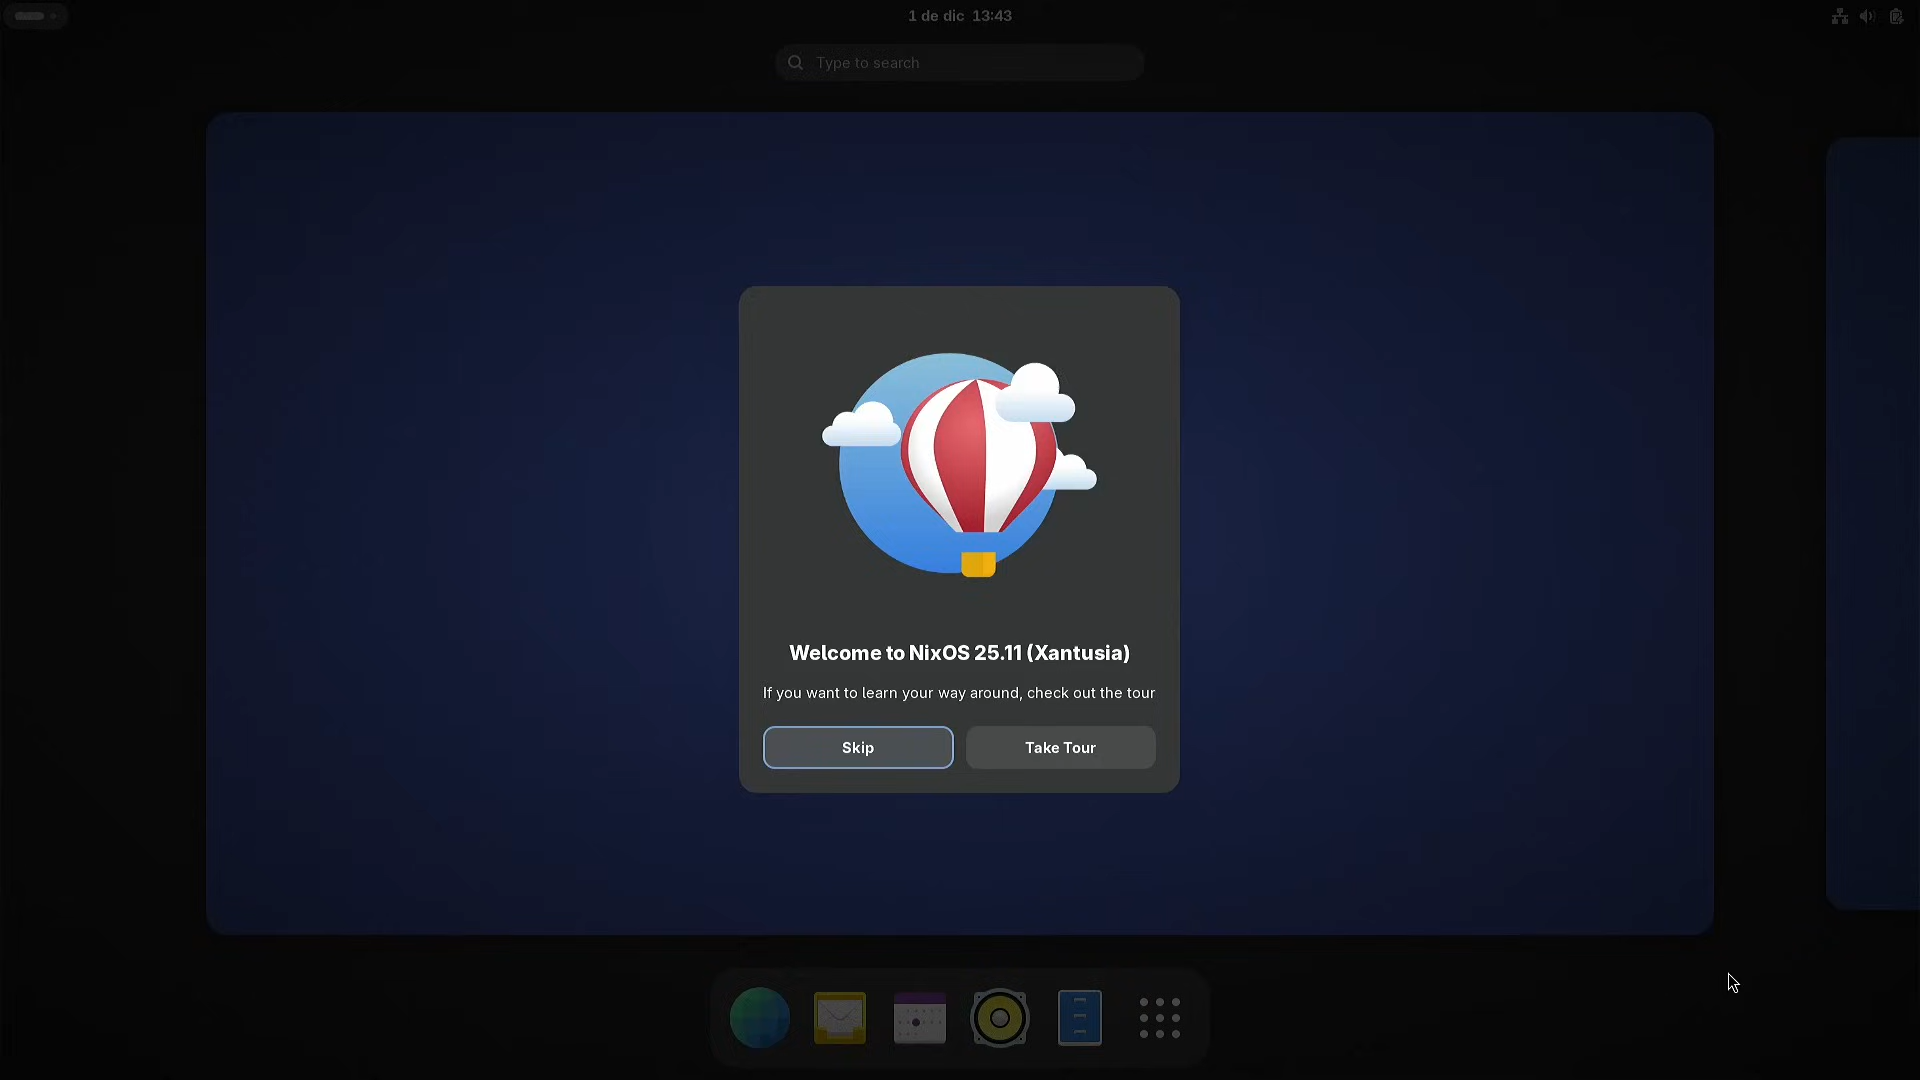 1 de dic 13:43
Type to search
Welcome to NixOS 25.11 (Xantusia)
If you want to learn your way around, check out the tour
Skip
Take Tour